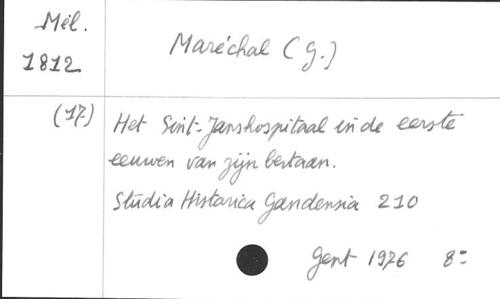 Mél.
1812
Maréchal (G.)
(17)
Het Sint-Janshospitaal in de eerste
eeuwen van zijn bestaan.
Studia Historica Gandensia 210
Gent 1976 8°